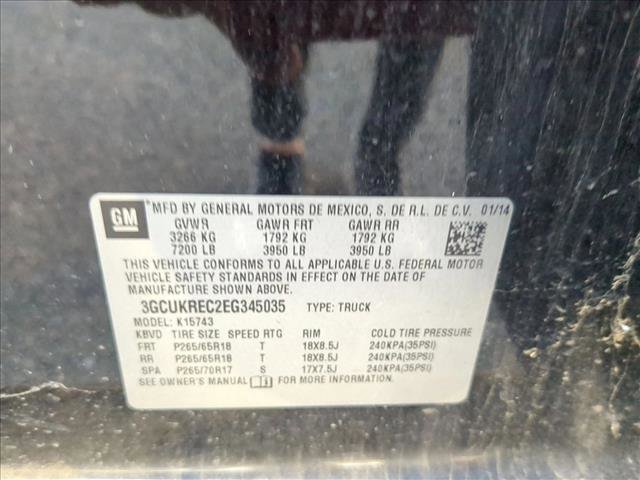 GM
MFD BY GENERAL MOTORS DE MEXICO, S. DE R.L. DE C.V. 01/14
GVWR GAWR FRT GAWR RR
3266 KG 1792 KG 1792 KG
7200 LB 3950 LB 3950 LB
THIS VEHICLE CONFORMS TO ALL APPLICABLE U.S. FEDERAL MOTOR
VEHICLE SAFETY STANDARDS IN EFFECT ON THE DATE OF
MANUFACTURE SHOWN ABOVE.
3GCUKREC2EG345035 TYPE: TRUCK
MODEL: K15743
KBVD TIRE SIZE SPEED RTG RIM COLD TIRE PRESSURE
FRT P265/65R18 T 18X8.5J 240KPA(35PSI)
RR P265/65R18 T 18X8.5J 240KPA(35PSI)
SPA P265/70R17 S 17X7.5J 240KPA(35PSI)
SEE OWNER'S MANUAL FOR MORE INFORMATION.